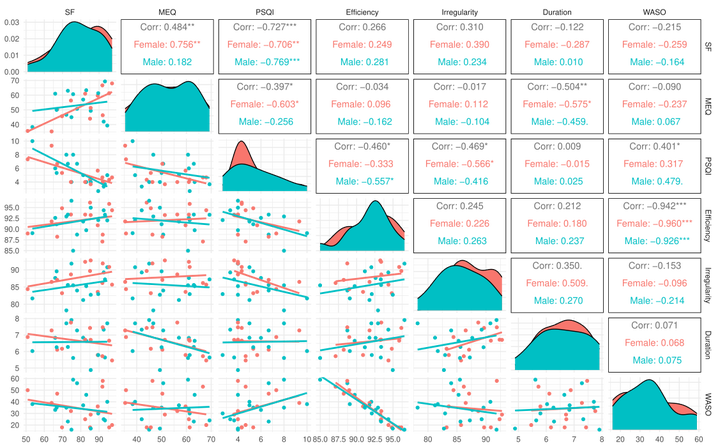 SF MEQ PSQI Efficiency Irregularity Duration WASO
0.03 Corr: 0.484** Corr: −0.727*** Corr: 0.266 Corr: 0.310 Corr: −0.122 Corr: −0.215
0.02 Female: 0.756** Female: −0.706** Female: 0.249 Female: 0.390 Female: −0.287 Female: −0.259 SF
0.01 Male: 0.182 Male: −0.769*** Male: 0.281 Male: 0.234 Male: 0.010 Male: −0.164
0.00
70 Corr: −0.397* Corr: −0.034 Corr: −0.017 Corr: −0.504** Corr: −0.090
60 Female: −0.603* Female: 0.096 Female: 0.112 Female: −0.575* Female: −0.237 MEQ
50 Male: −0.256 Male: −0.162 Male: −0.104 Male: −0.459. Male: 0.067
40
10 Corr: −0.460* Corr: −0.469* Corr: 0.009 Corr: 0.401*
8 Female: −0.333 Female: −0.566* Female: −0.015 Female: 0.317 PSQI
6 Male: −0.557* Male: −0.416 Male: 0.025 Male: 0.479.
4
95.0 Corr: 0.245 Corr: 0.212 Corr: −0.942***
92.5 Female: 0.226 Female: 0.180 Female: −0.960*** Efficiency
90.0 Male: 0.263 Male: 0.237 Male: −0.926***
87.5
85.0
90 Corr: 0.350. Corr: −0.153
85 Female: 0.509. Female: −0.096 Irregularity
80 Male: 0.270 Male: −0.214
8 Corr: 0.071
7 Female: 0.068 Duration
6 Male: 0.075
5
60
50
40 WASO
30
20
50 60 70 80 90 40 50 60 70 4 6 8 10 85.0 87.5 90.0 92.5 95.0 80 85 90 5 6 7 8 20 30 40 50 60